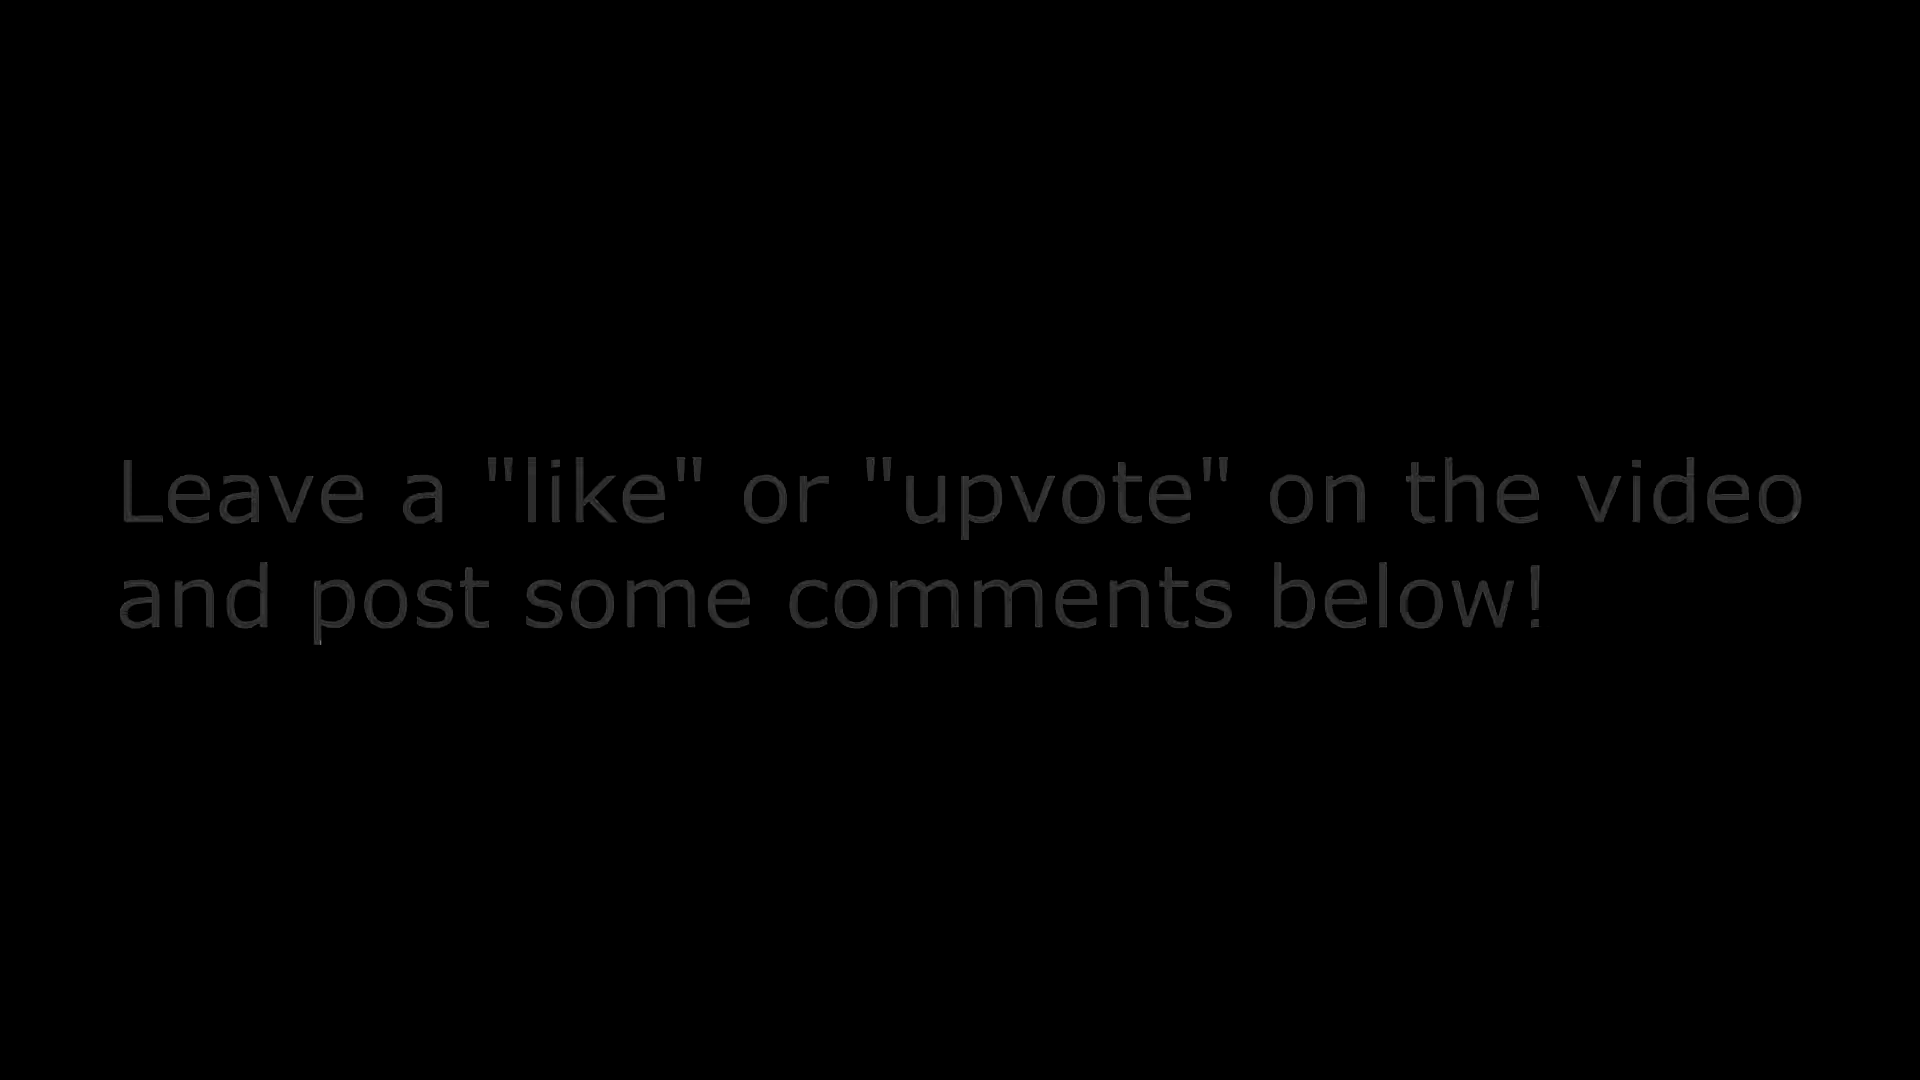 Leave a "like" or "upvote" on the video
and post some comments below!